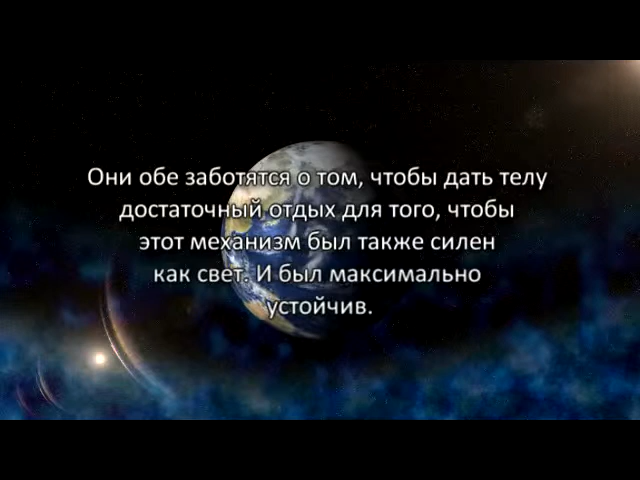 Они обе заботятся о том, чтобы дать телу
достаточный отдых для того, чтобы
этот механизм был также силен
как свет. И был максимально
устойчив.